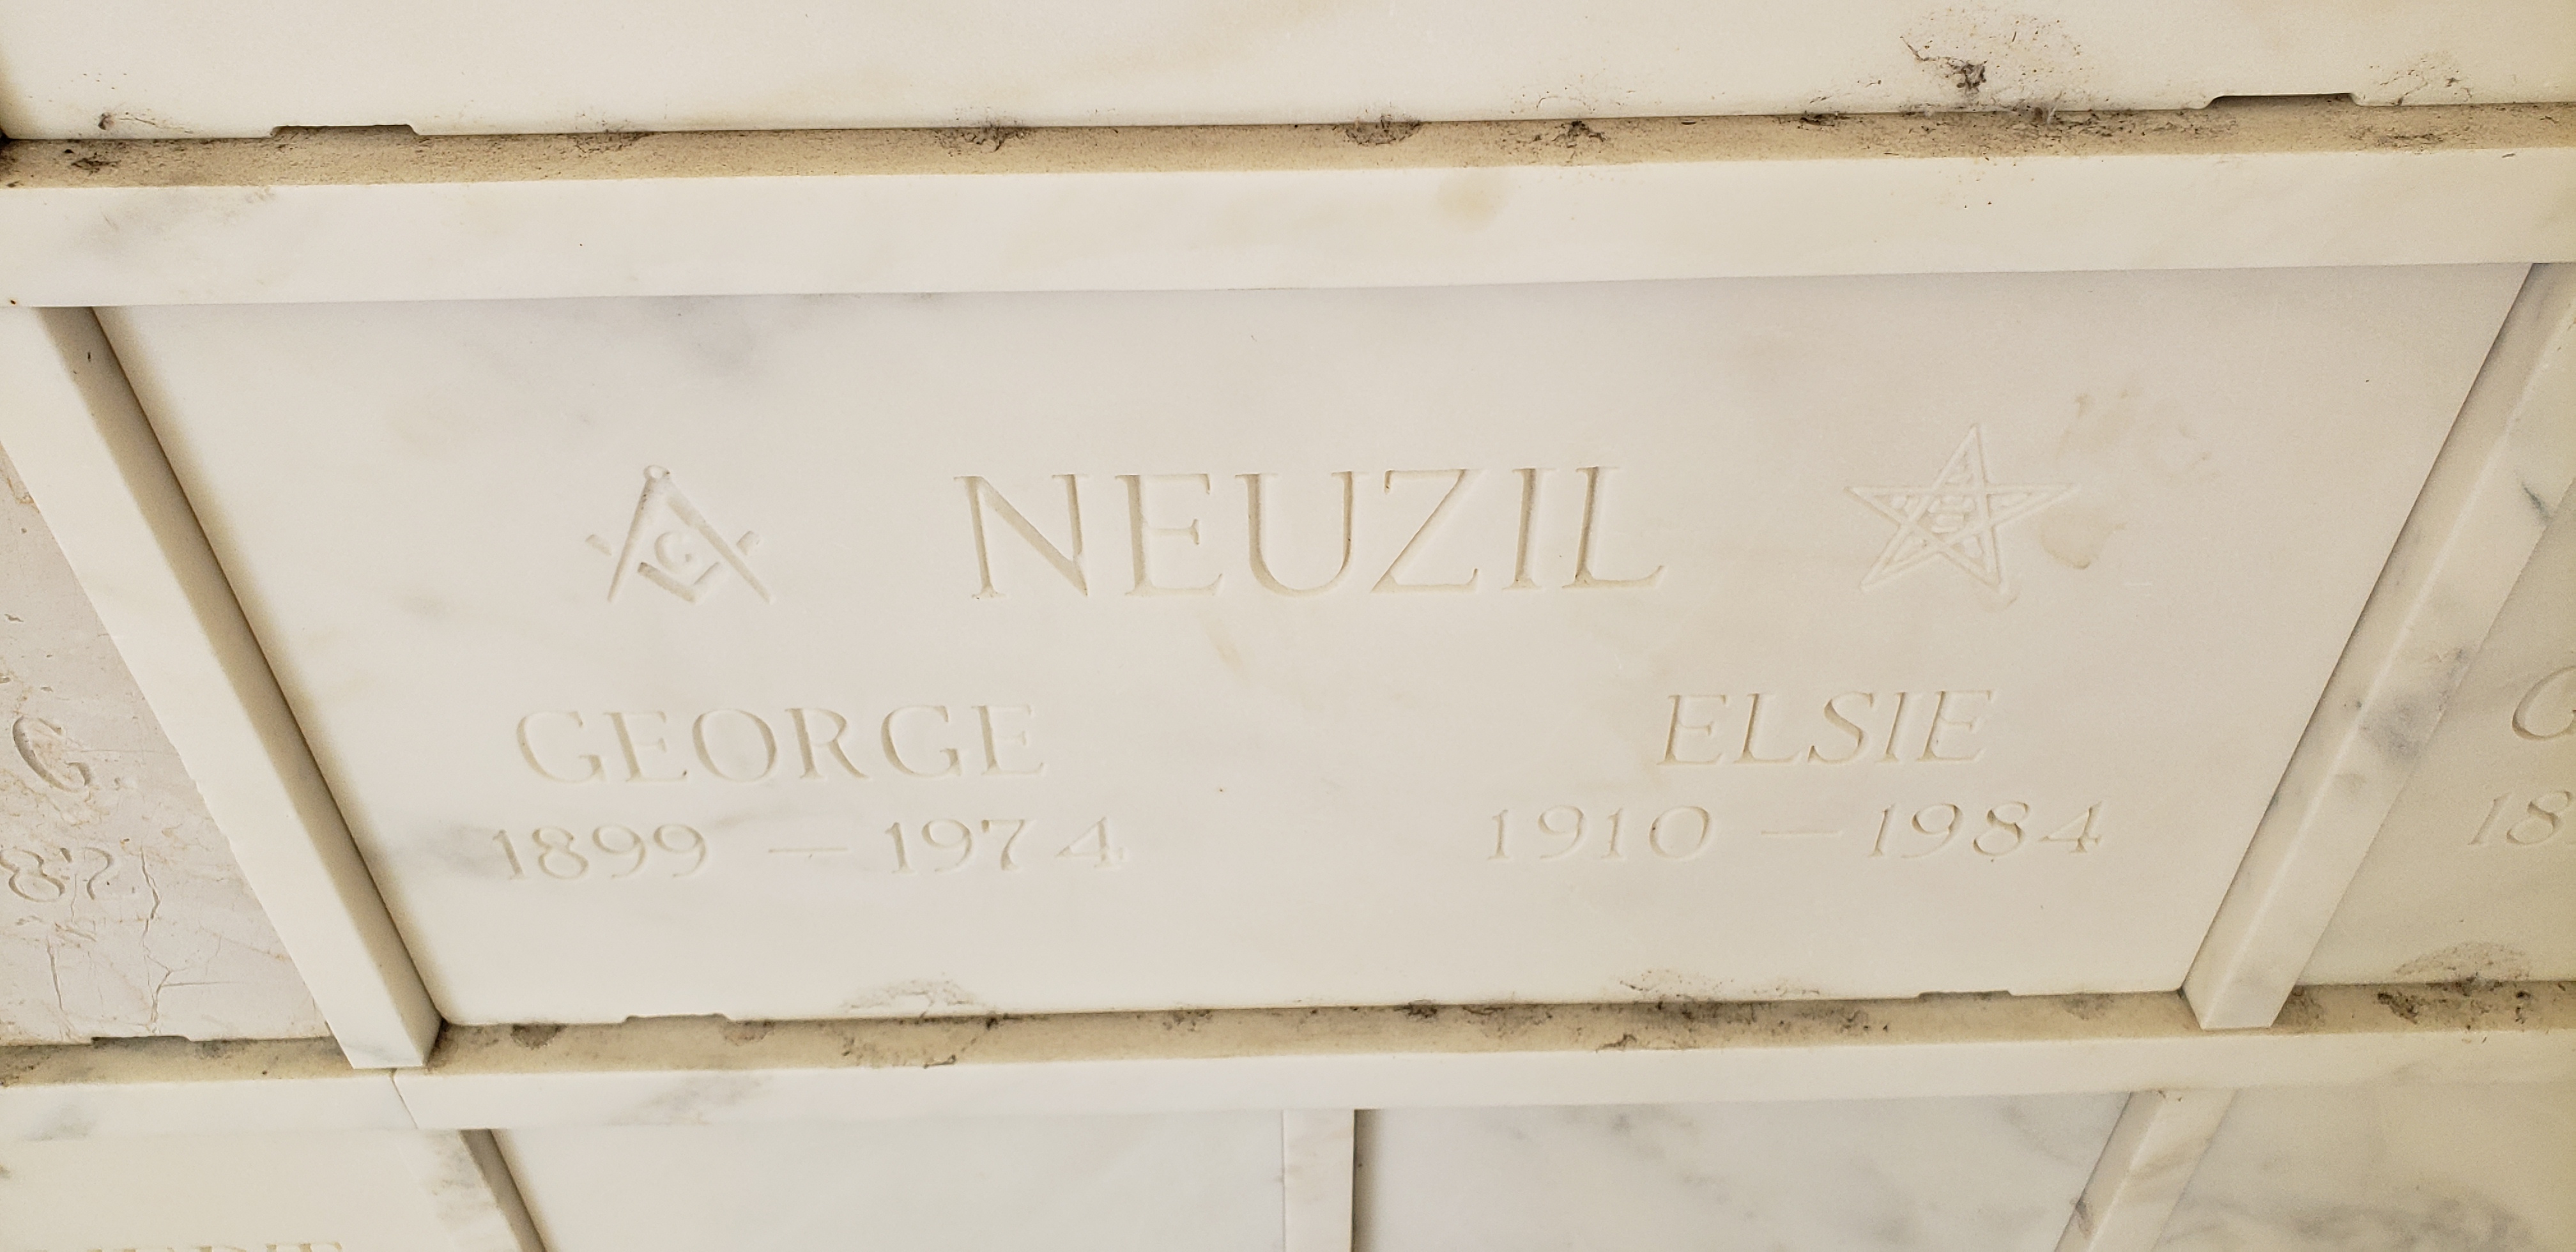 G NEUZIL
GEORGE ELSIE
1899 — 1974 1910 — 1984
G.